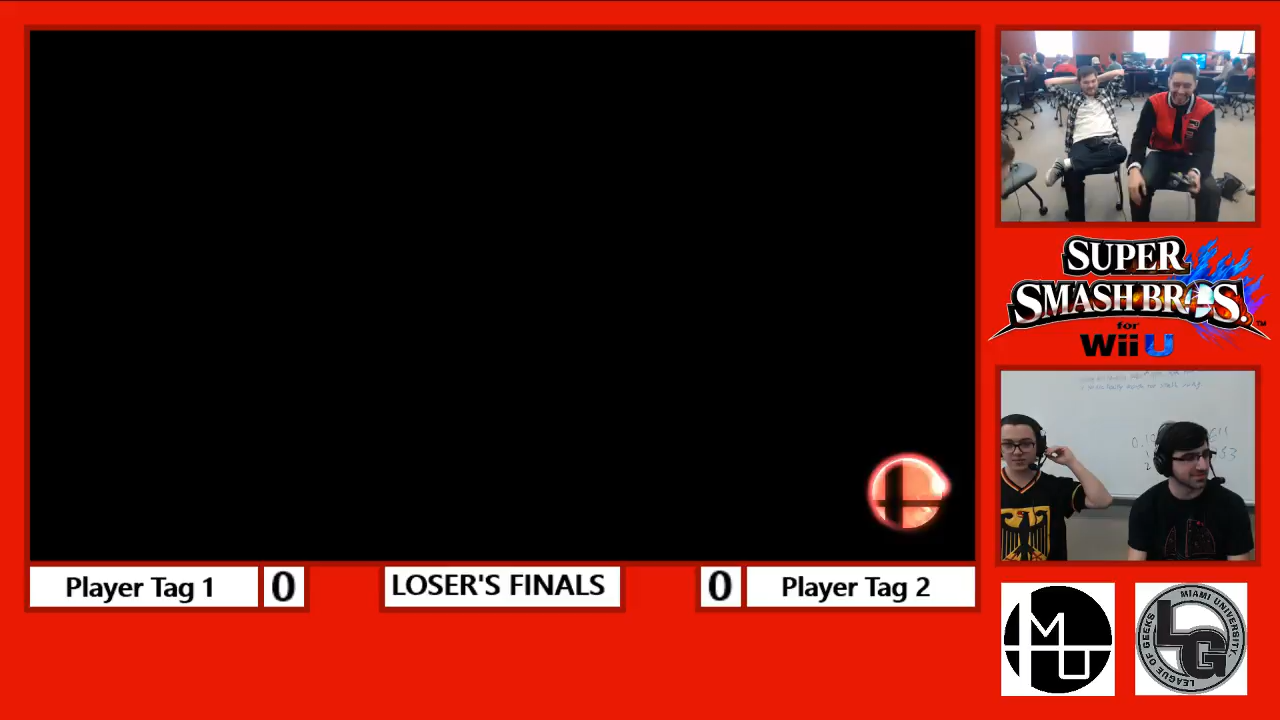 SUPER
SMASH BROS.
TM
for
Wii U
Player Tag 1
0
LOSER'S FINALS
0
Player Tag 2
MU
MIAMI UNIVERSITY.
LG
LEAGUE OF GEEKS